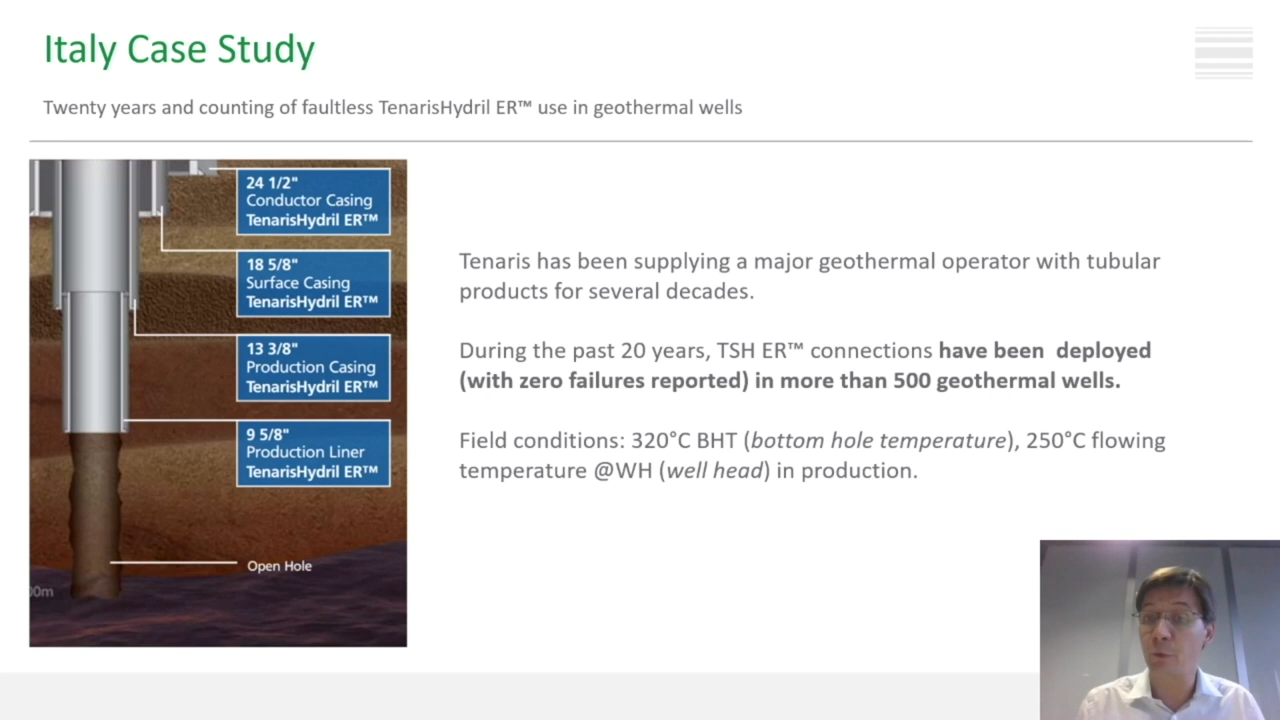 Italy Case Study
Twenty years and counting of faultless TenarisHydril ER™ use in geothermal wells
24 1/2"
Conductor Casing
TenarisHydril ER™
18 5/8"
Surface Casing
TenarisHydril ER™
13 3/8"
Production Casing
TenarisHydril ER™
9 5/8"
Production Liner
TenarisHydril ER™
Open Hole
00m
Tenaris has been supplying a major geothermal operator with tubular
products for several decades.
During the past 20 years, TSH ER™ connections have been deployed
(with zero failures reported) in more than 500 geothermal wells.
Field conditions: 320°C BHT (bottom hole temperature), 250°C flowing
temperature @WH (well head) in production.